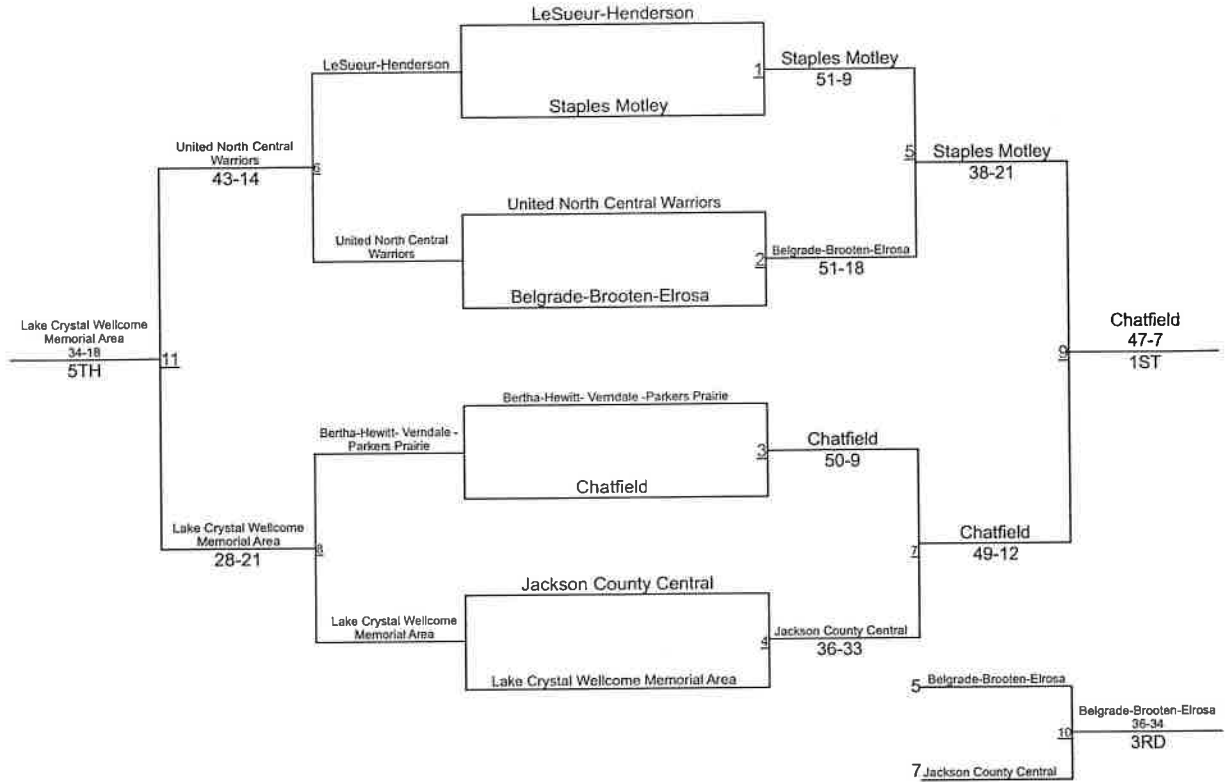 LeSueur-Henderson
LeSueur-Henderson
1
Staples Motley
51-9
Staples Motley
United North Central
Warriors
43-14
6
5
Staples Motley
38-21
United North Central Warriors
United North Central
Warriors
2
Belgrade-Brooten-Elrosa
51-18
Belgrade-Brooten-Elrosa
Lake Crystal Wellcome
Memorial Area
34-18
5TH
11
9
Chatfield
47-7
1ST
Bertha-Hewitt- Verndale -Parkers Prairie
Bertha-Hewitt- Verndale -
Parkers Prairie
3
Chatfield
50-9
Chatfield
Lake Crystal Wellcome
Memorial Area
28-21
8
7
Chatfield
49-12
Jackson County Central
Lake Crystal Wellcome
Memorial Area
4
Jackson County Central
36-33
Lake Crystal Wellcome Memorial Area
5
Belgrade-Brooten-Elrosa
10
Belgrade-Brooten-Elrosa
36-34
3RD
7
Jackson County Central